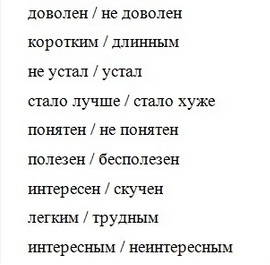 доволен / не доволен
коротким / длинным
не устал / устал
стало лучше / стало хуже
понятен / не понятен
полезен / бесполезен
интересен / скучен
легким / трудным
интересным / неинтересным